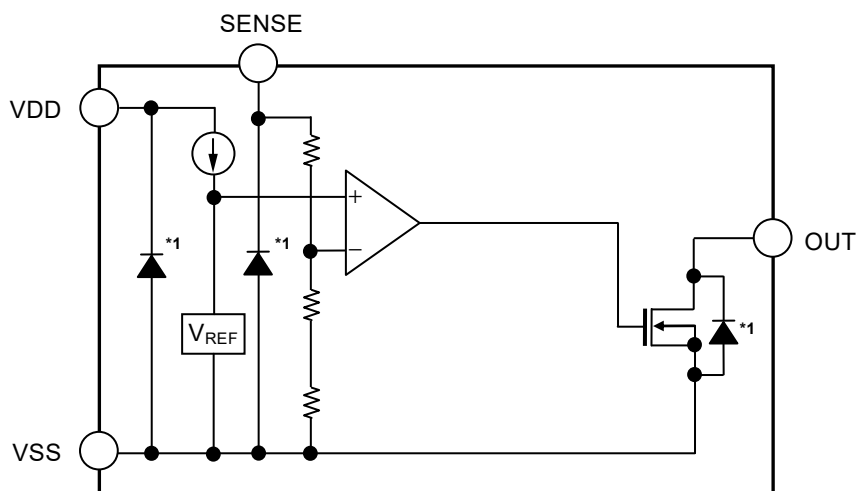 SENSE
VDD
*1
*1
+
−
OUT
VREF
*1
VSS